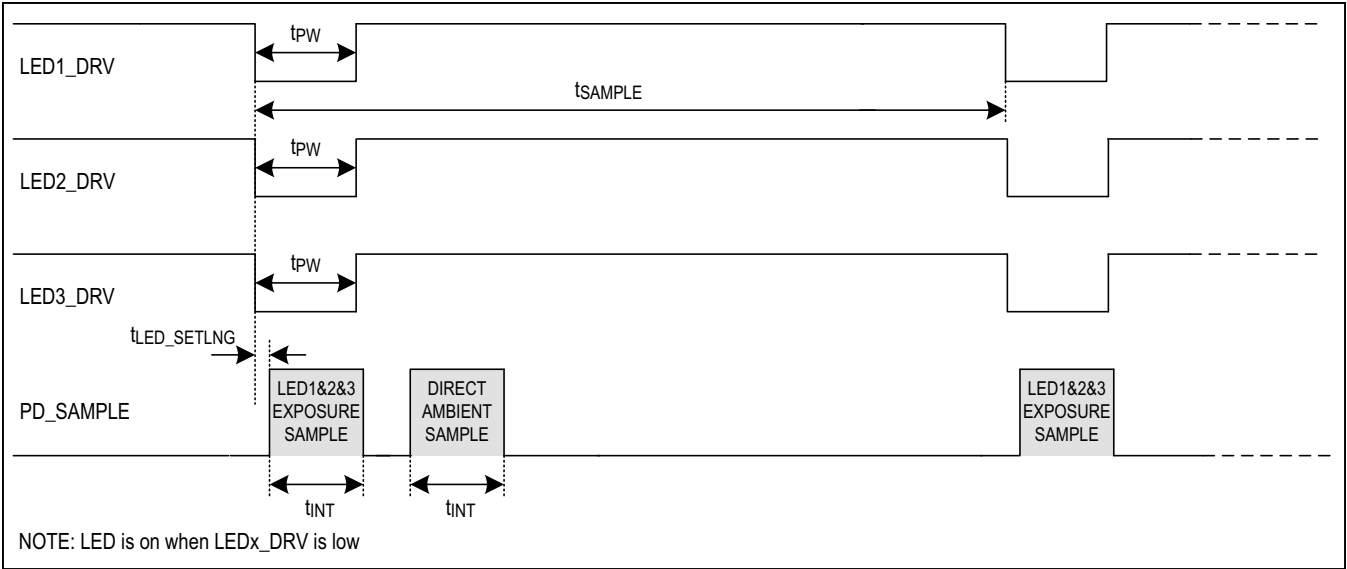 tPW
LED1_DRV
tSAMPLE
tPW
LED2_DRV
tPW
LED3_DRV
tLED_SETLNG
LED1&2&3
EXPOSURE
SAMPLE
DIRECT
AMBIENT
SAMPLE
LED1&2&3
EXPOSURE
SAMPLE
PD_SAMPLE
tINT
tINT
NOTE: LED is on when LEDx_DRV is low